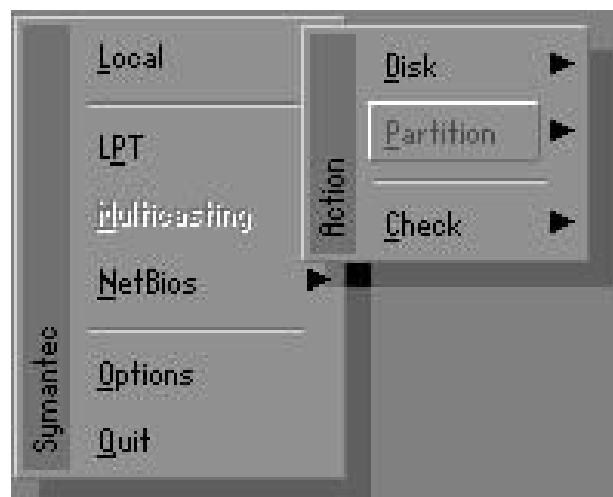 Symantec
Local
LPT
Multicasting
NetBios
Options
Quit
Action
Disk
Partition
Check